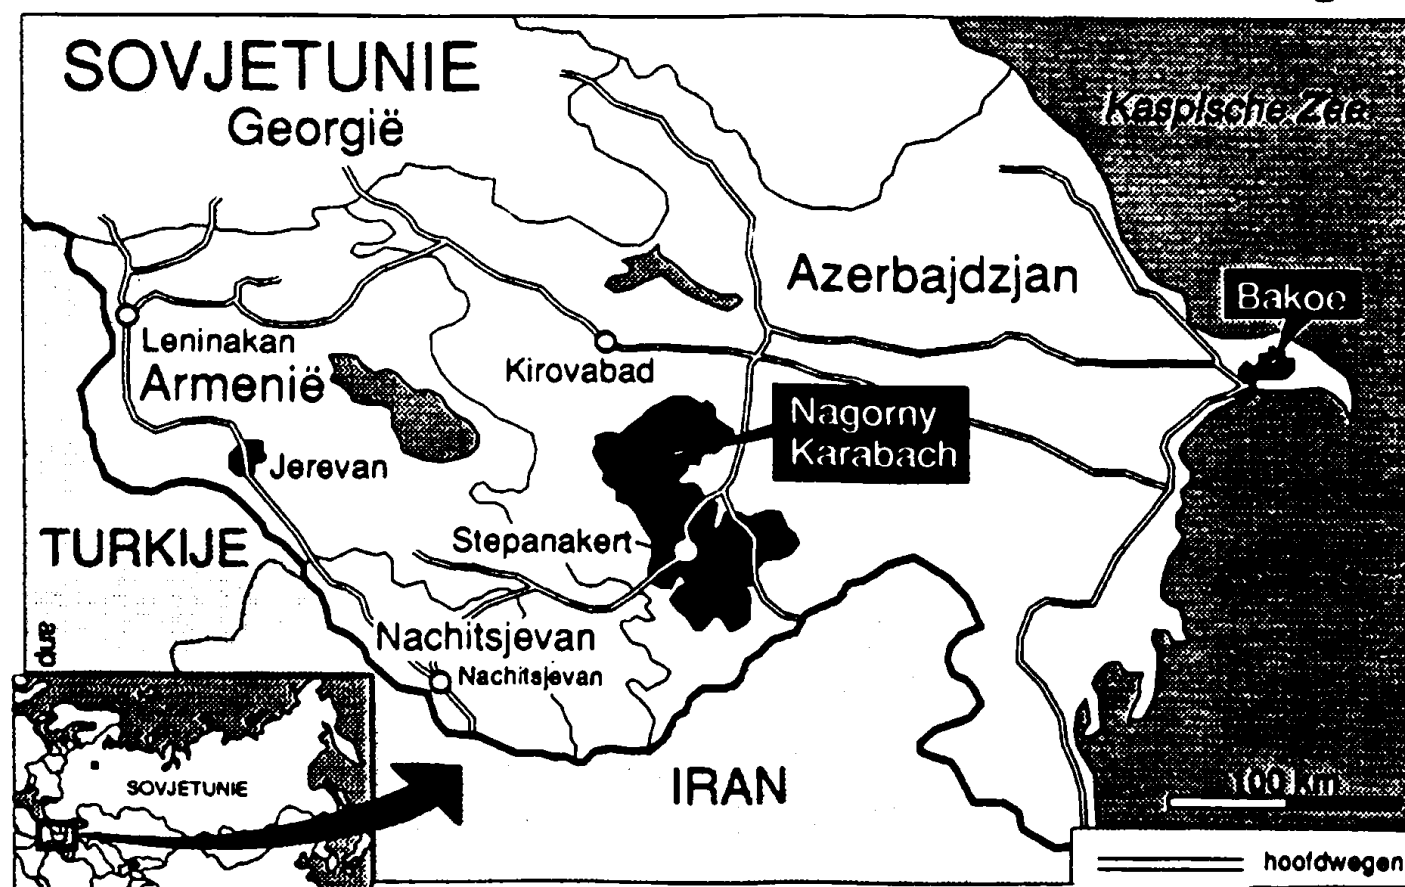 SOVJETUNIE
Georgië
Kaspische Zee
Azerbajdzjan
Bakoe
Leninakan
Armenië
Kirovabad
Nagorny
Karabach
Jerevan
Stepanakert
TURKIJE
Nachitsjevan
Nachitsjevan
anp
SOVJETUNIE
IRAN
100 km
hoofdwegen